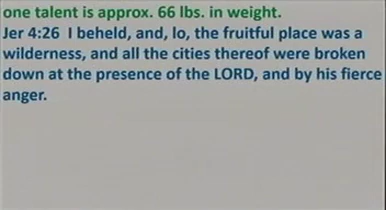 one talent is approx. 66 lbs. in weight.
Jer 4:26  I beheld, and, lo, the fruitful place was a
wilderness, and all the cities thereof were broken
down at the presence of the LORD, and by his fierce
anger.